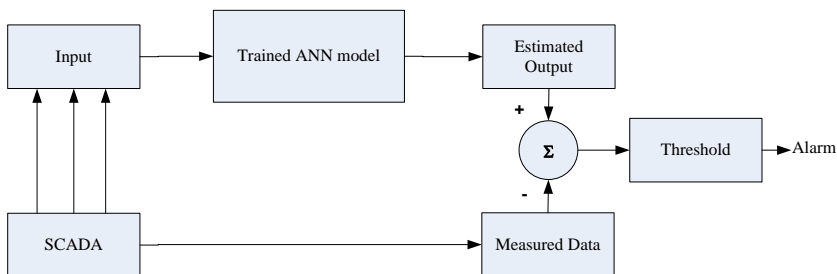 Input
Trained ANN model
Estimated
Output
+
Σ
-
Threshold
Alarm
SCADA
Measured Data